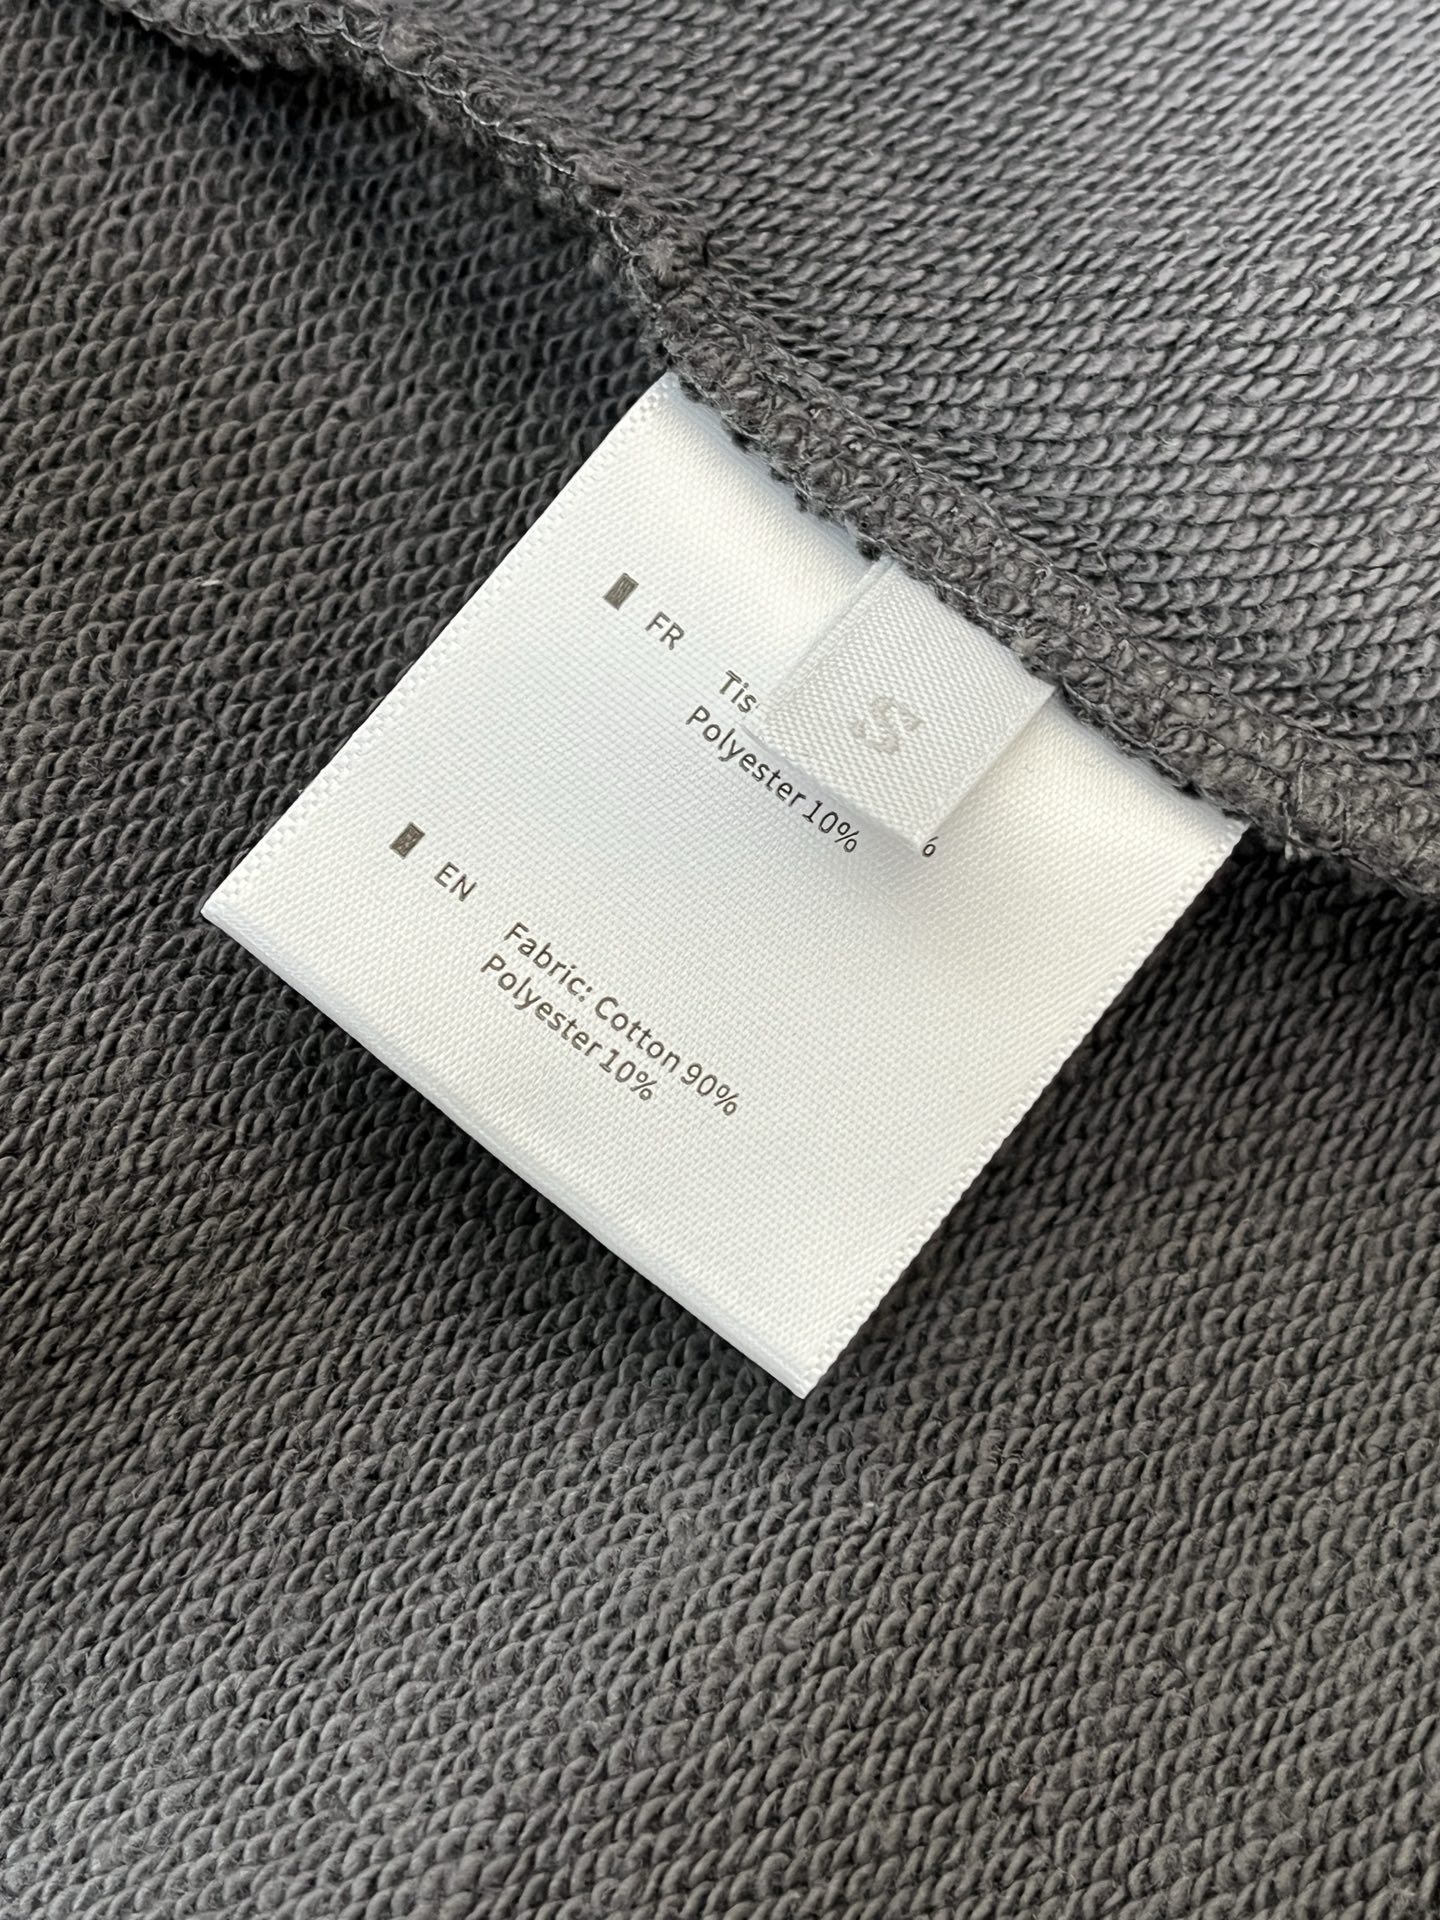 FR
Tis
S
%
Polyester 10%
EN
Fabric: Cotton 90%
Polyester 10%